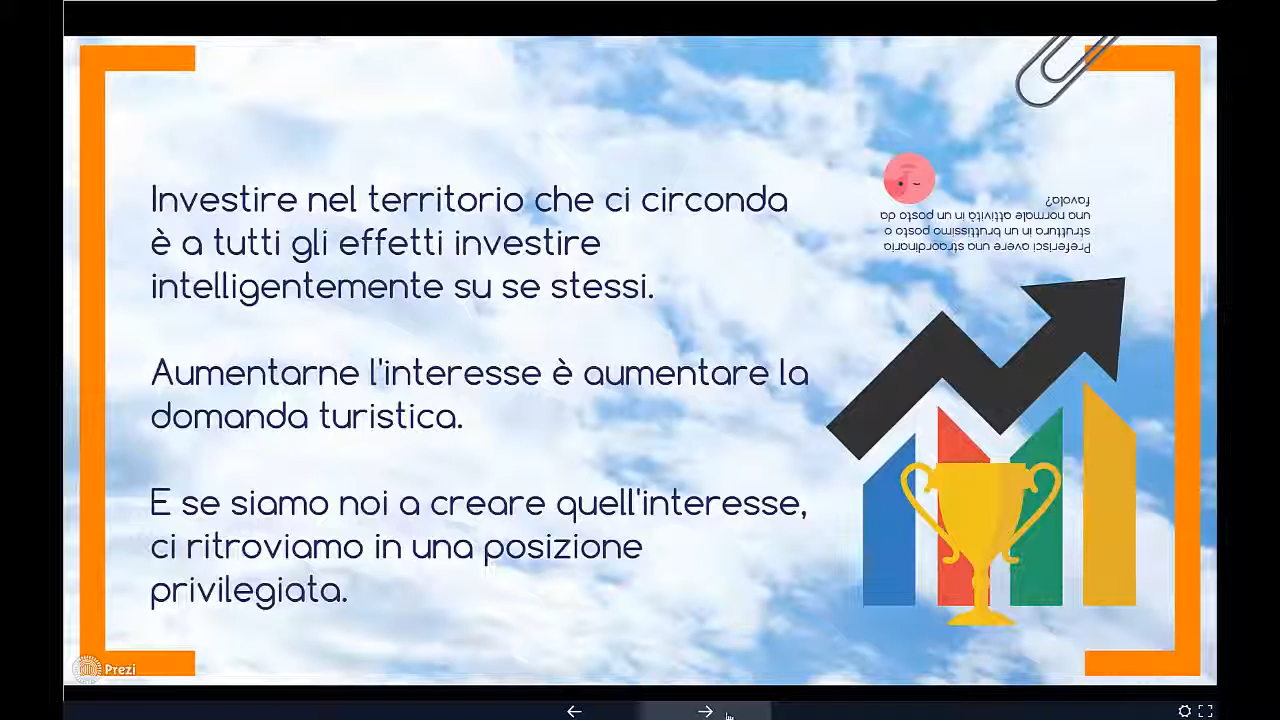 Investire nel territorio che ci circonda
è a tutti gli effetti investire
intelligentemente su se stessi.
Aumentarne l'interesse è aumentare la
domanda turistica.
E se siamo noi a creare quell'interesse,
ci ritroviamo in una posizione
privilegiata.
Preferisci avere una straordinaria
struttura in un bruttissimo posto o
una normale attività in un posto da
favola?
Prezi